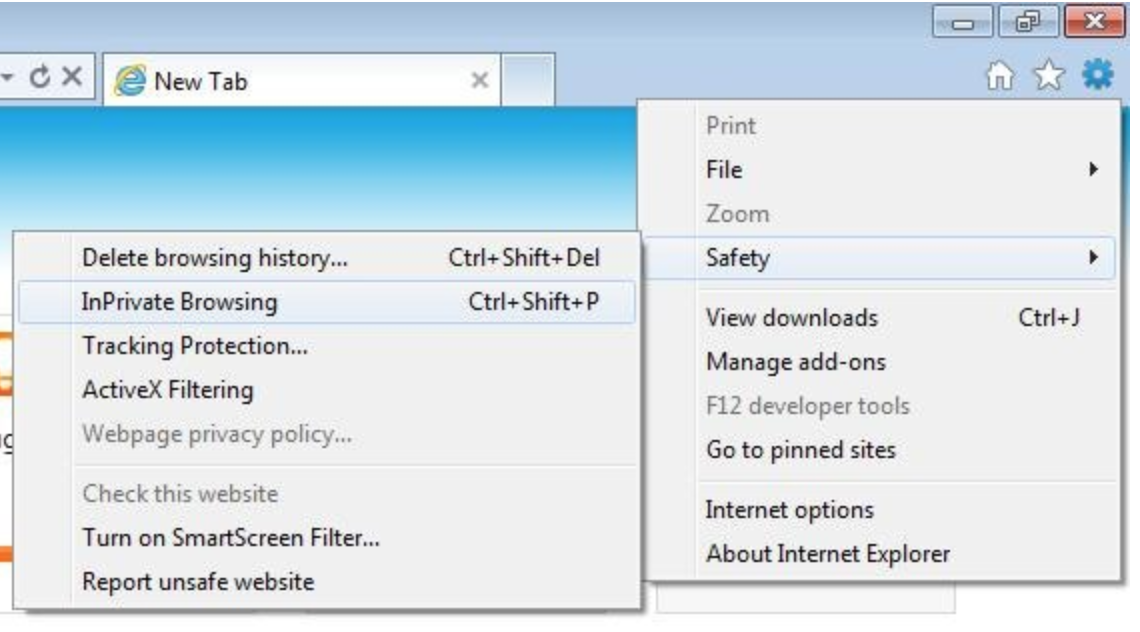 New Tab
Print
File
Zoom
Safety
View downloads Ctrl+J
Manage add-ons
F12 developer tools
Go to pinned sites
Internet options
About Internet Explorer
Delete browsing history... Ctrl+Shift+Del
InPrivate Browsing Ctrl+Shift+P
Tracking Protection...
ActiveX Filtering
Webpage privacy policy...
Check this website
Turn on SmartScreen Filter...
Report unsafe website